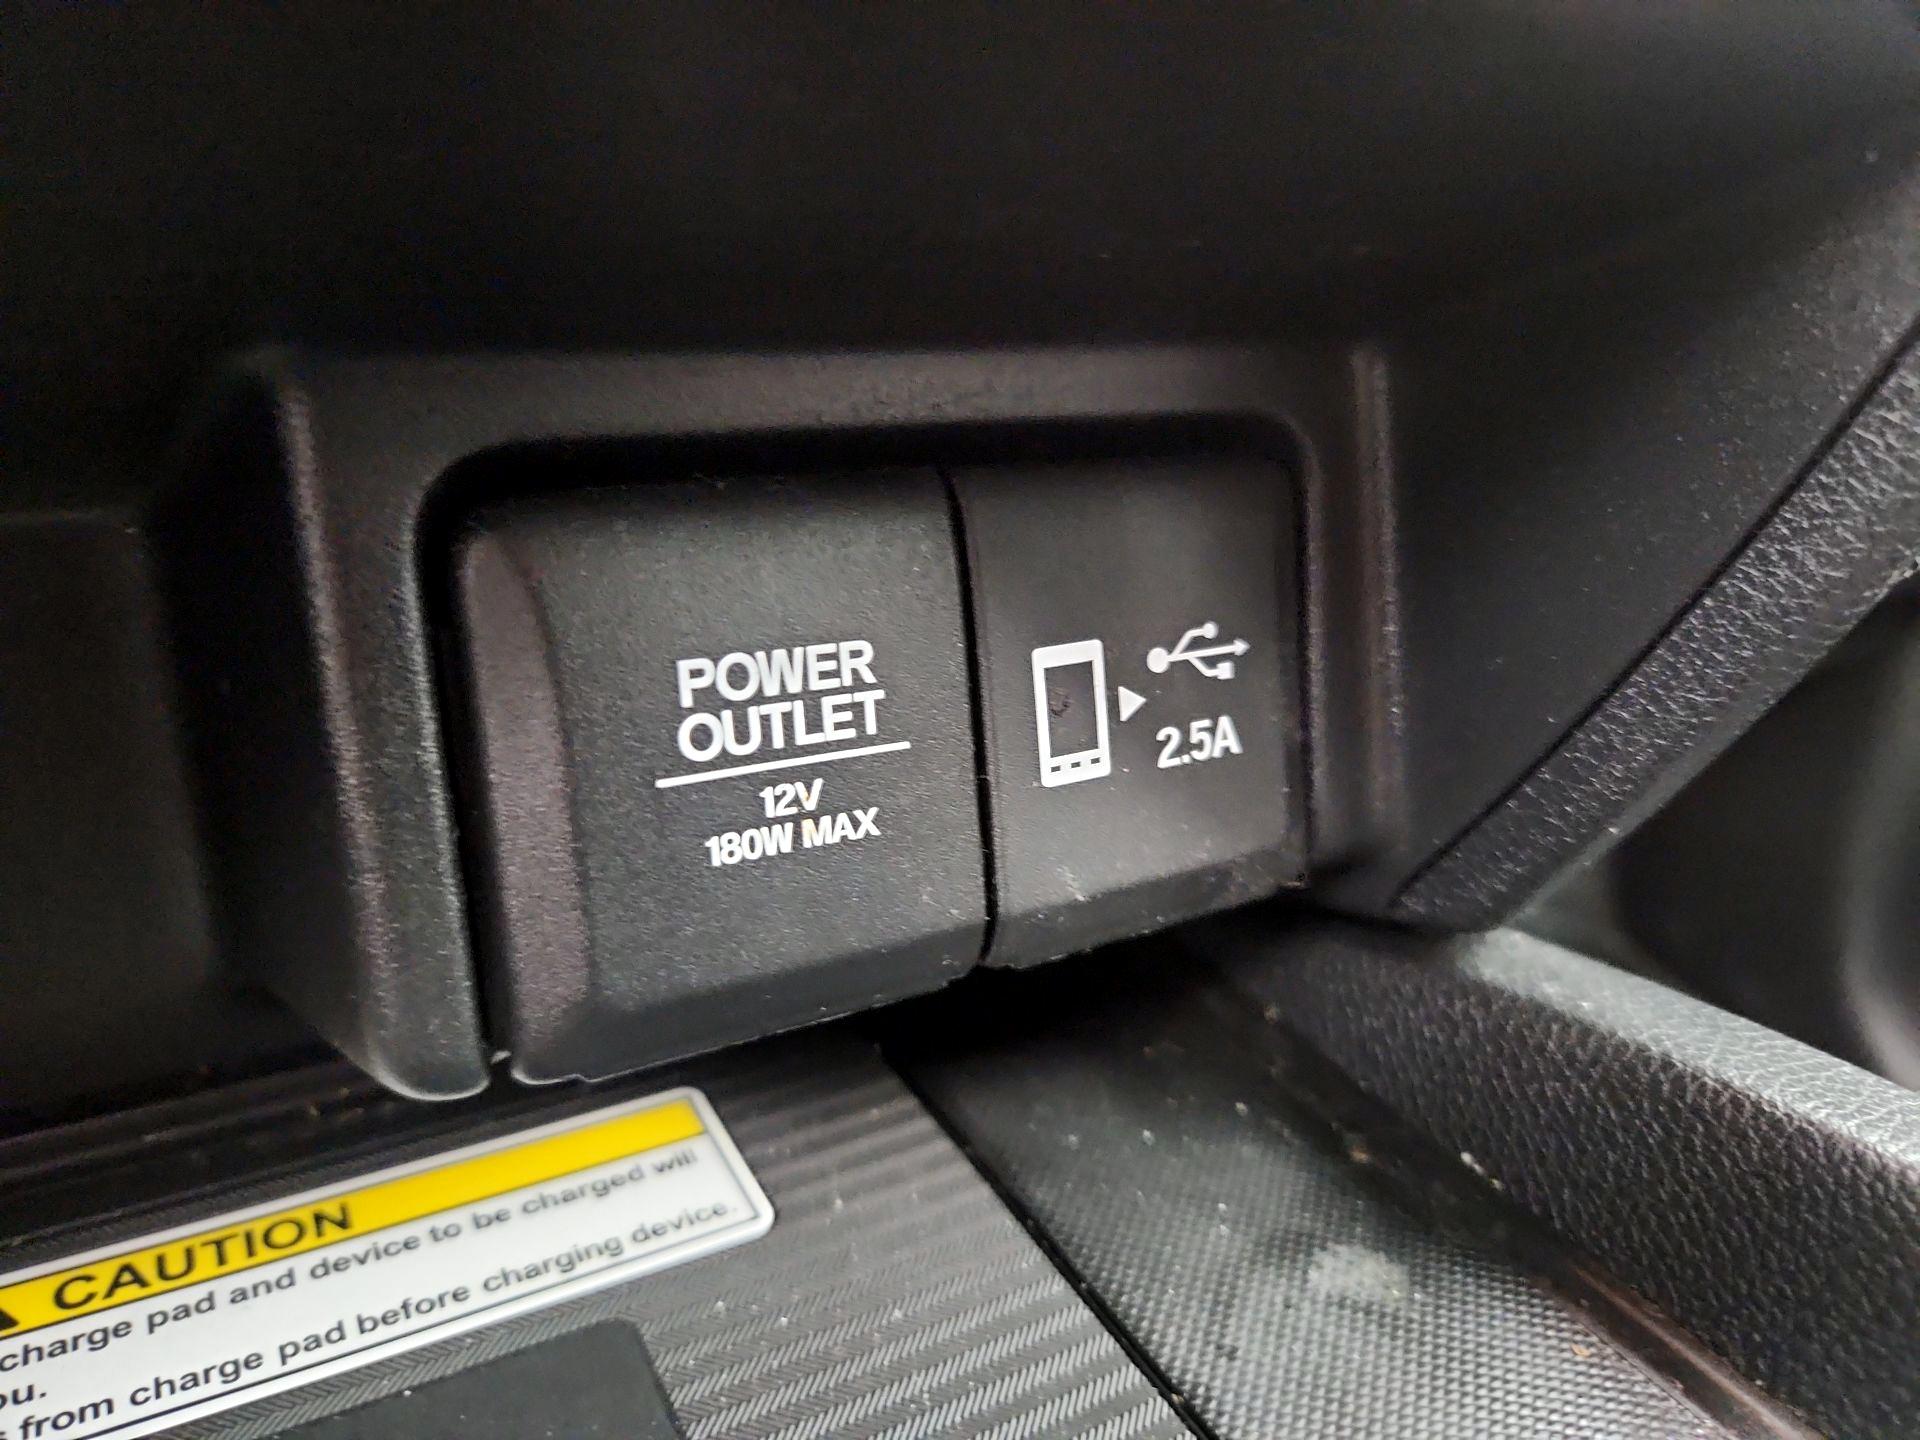 POWER
OUTLET
12V
180W MAX
2.5A
CAUTION
charge pad and device to be charged will
ou.
from charge pad before charging device.